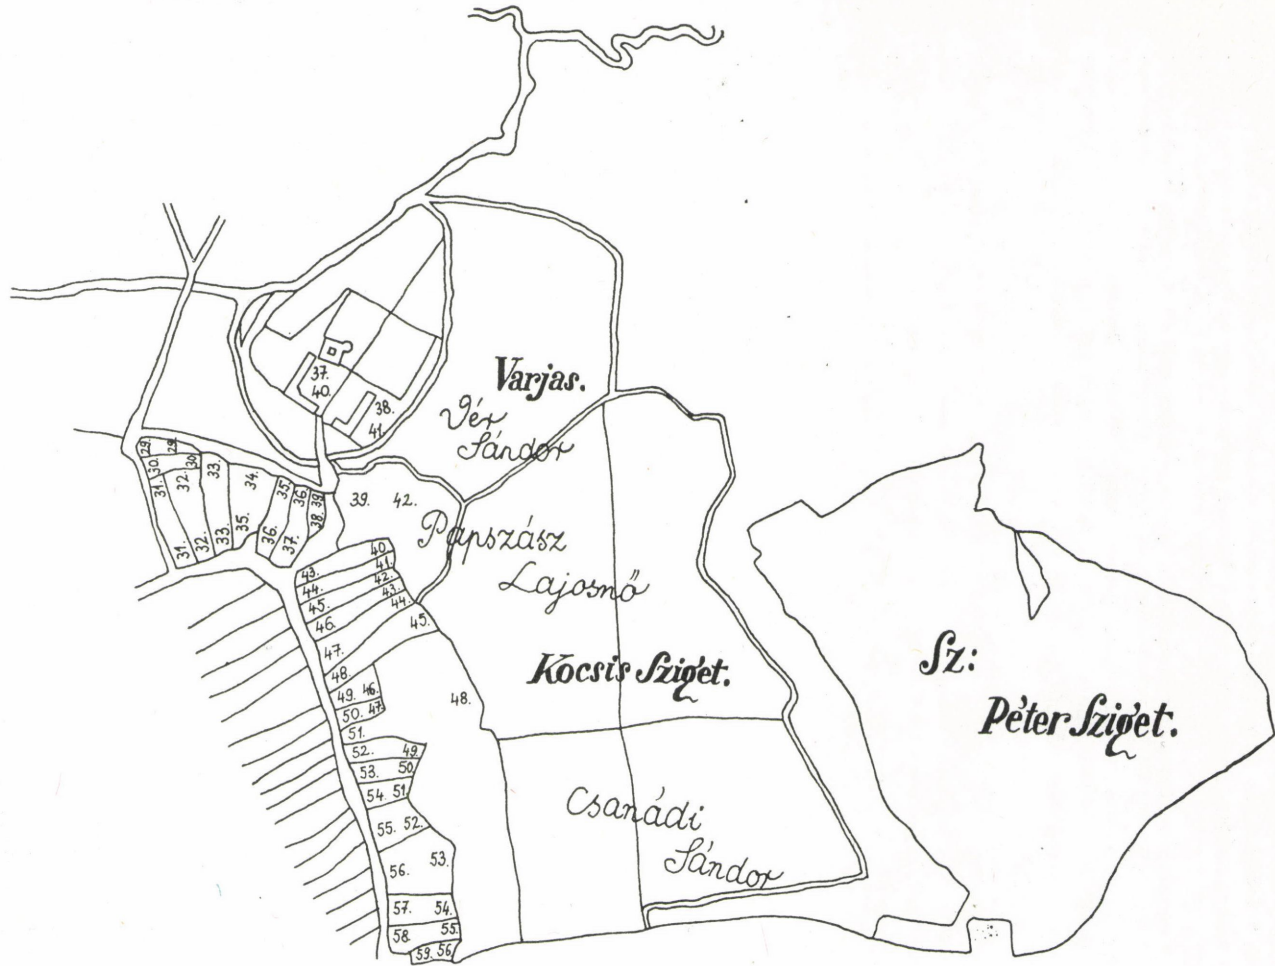 Varjas.
Vér
Sándor
Papszász
Lajosnő
Kocsis Sziget.
Csanádi
Sándor
Sz:
Péter Sziget.
37.
40.
38.
41.
29. 29.
30. 30.
31. 32. 33. 34. 35. 36. 39.
31. 32. 33. 35. 36. 37. 38.
39. 42.
40.
43. 41.
44. 42.
45. 43.
46. 44.
45.
47.
48.
49. 46.
50. 47.
48.
51.
52. 49.
53. 50.
54. 51.
55. 52.
56. 53.
57. 54.
58. 55.
59. 56.